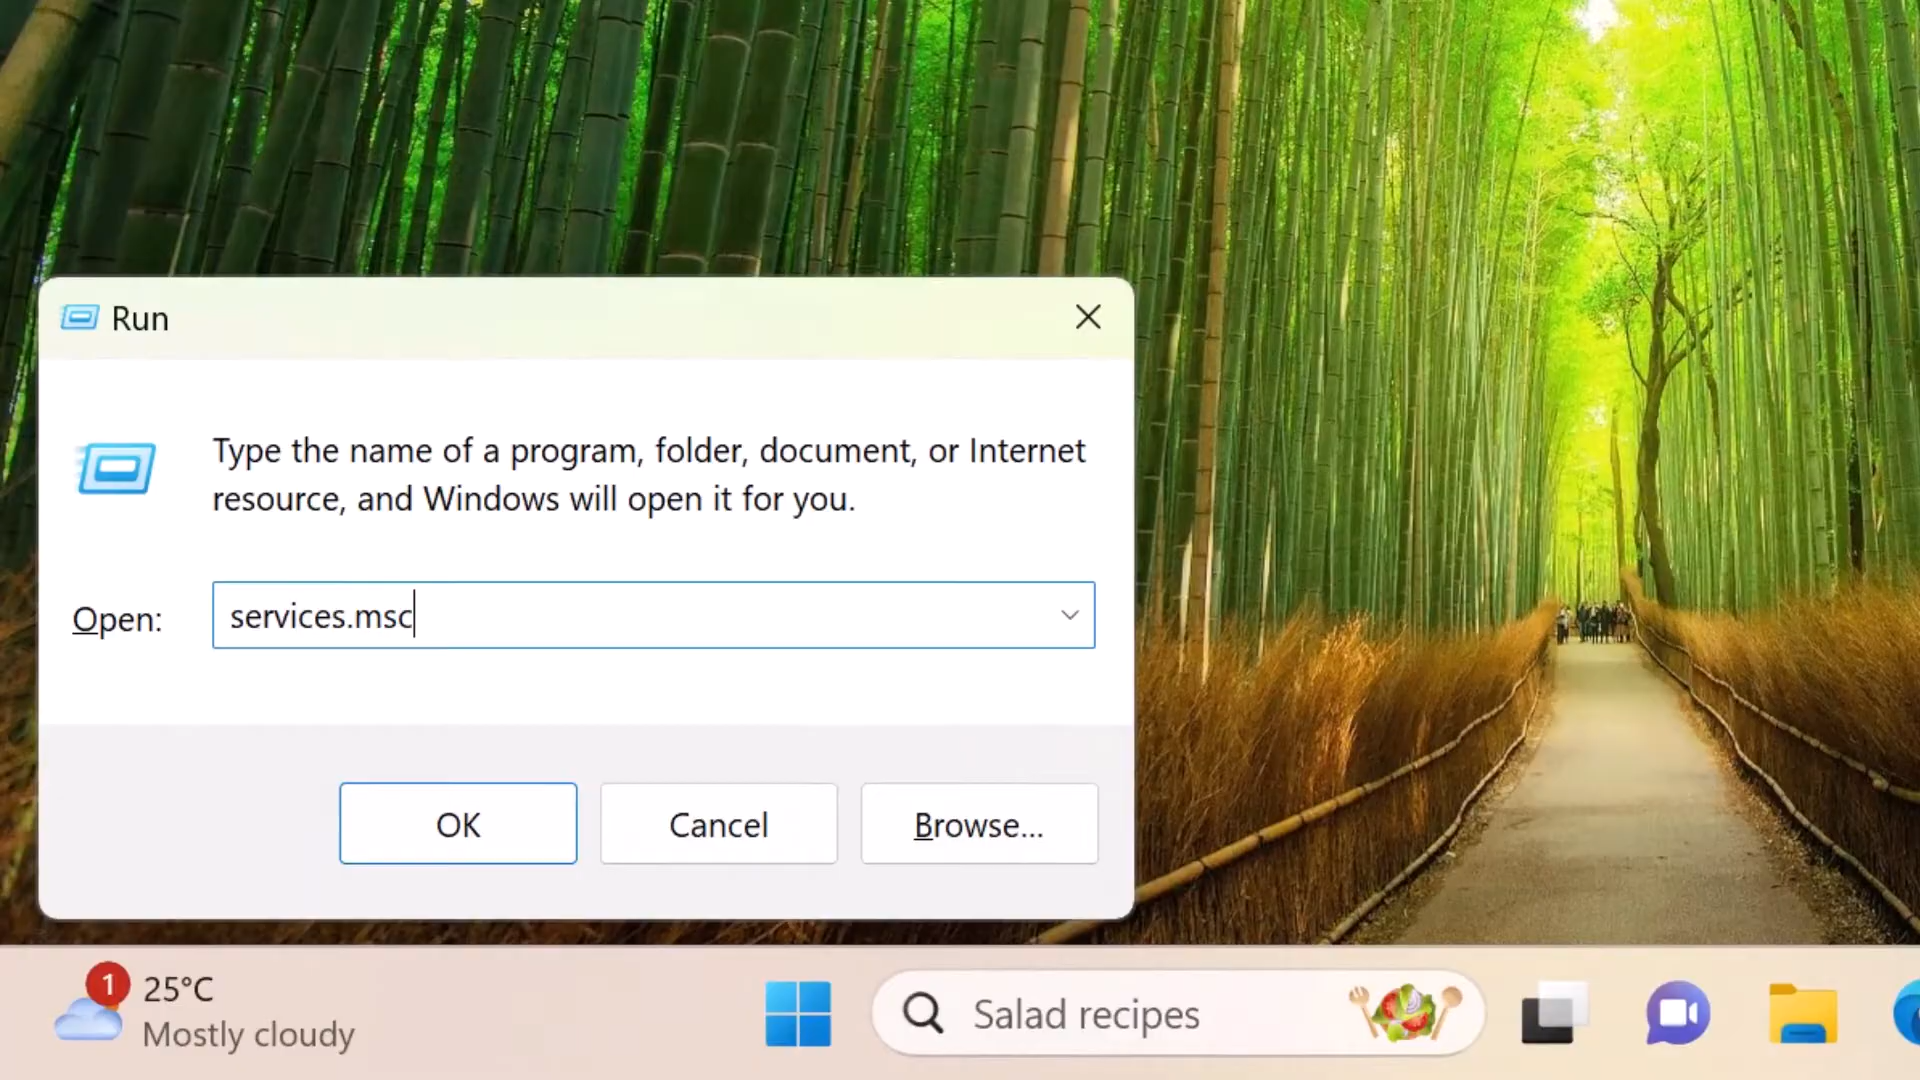 Run
Type the name of a program, folder, document, or Internet
resource, and Windows will open it for you.
Open:
services.msc
OK
Cancel
Browse...
1
25°C
Mostly cloudy
Salad recipes